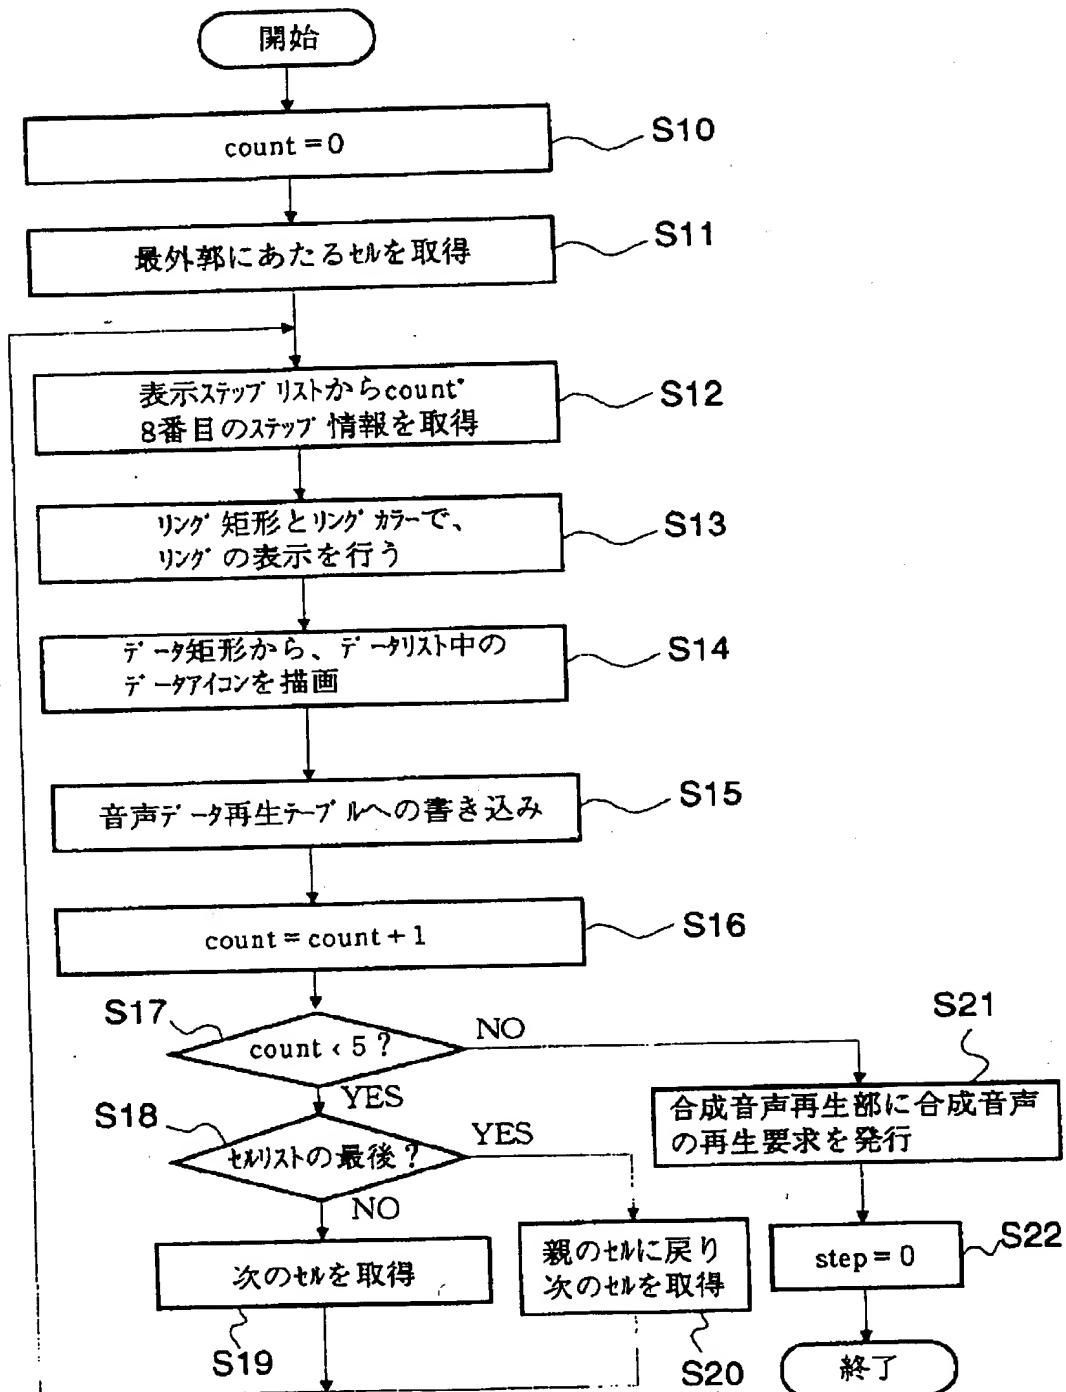 開始
count = 0
S10
最外郭にあたるセルを取得
S11
表示ステップリストからcount*
8番目のステップ情報を取得
S12
リング矩形とリングカラーで、
リングの表示を行う
S13
データ矩形から、データリスト中の
データアイコンを描画
S14
音声データ再生テーブルへの書き込み
S15
count = count + 1
S16
S17
count < 5 ?
NO
YES
S21
合成音声再生部に合成音声
の再生要求を発行
S18
セルリストの最後?
YES
NO
次のセルを取得
S19
親のセルに戻り
次のセルを取得
S20
step = 0
S22
終了